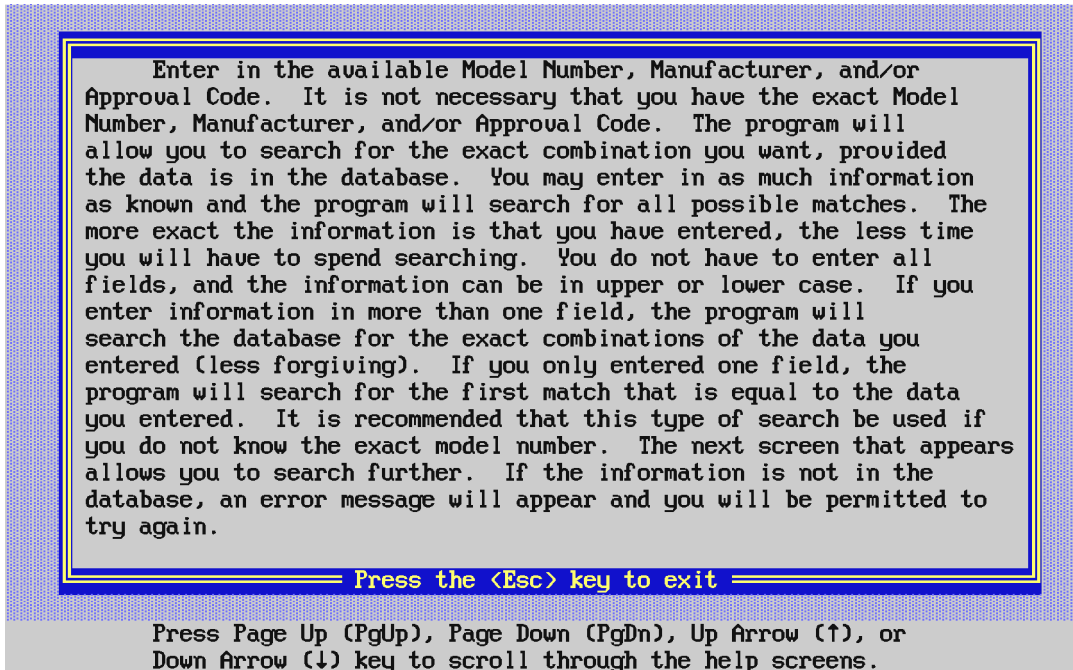 Enter in the available Model Number, Manufacturer, and/or
Approval Code.  It is not necessary that you have the exact Model
Number, Manufacturer, and/or Approval Code.  The program will
allow you to search for the exact combination you want, provided
the data is in the database.  You may enter in as much information
as known and the program will search for all possible matches.  The
more exact the information is that you have entered, the less time
you will have to spend searching.  You do not have to enter all
fields, and the information can be in upper or lower case.  If you
enter information in more than one field, the program will
search the database for the exact combinations of the data you
entered (less forgiving).  If you only entered one field, the
program will search for the first match that is equal to the data
you entered.  It is recommended that this type of search be used if
you do not know the exact model number.  The next screen that appears
allows you to search further.  If the information is not in the
database, an error message will appear and you will be permitted to
try again.
Press the <Esc> key to exit
Press Page Up (PgUp), Page Down (PgDn), Up Arrow (↑), or
Down Arrow (↓) key to scroll through the help screens.